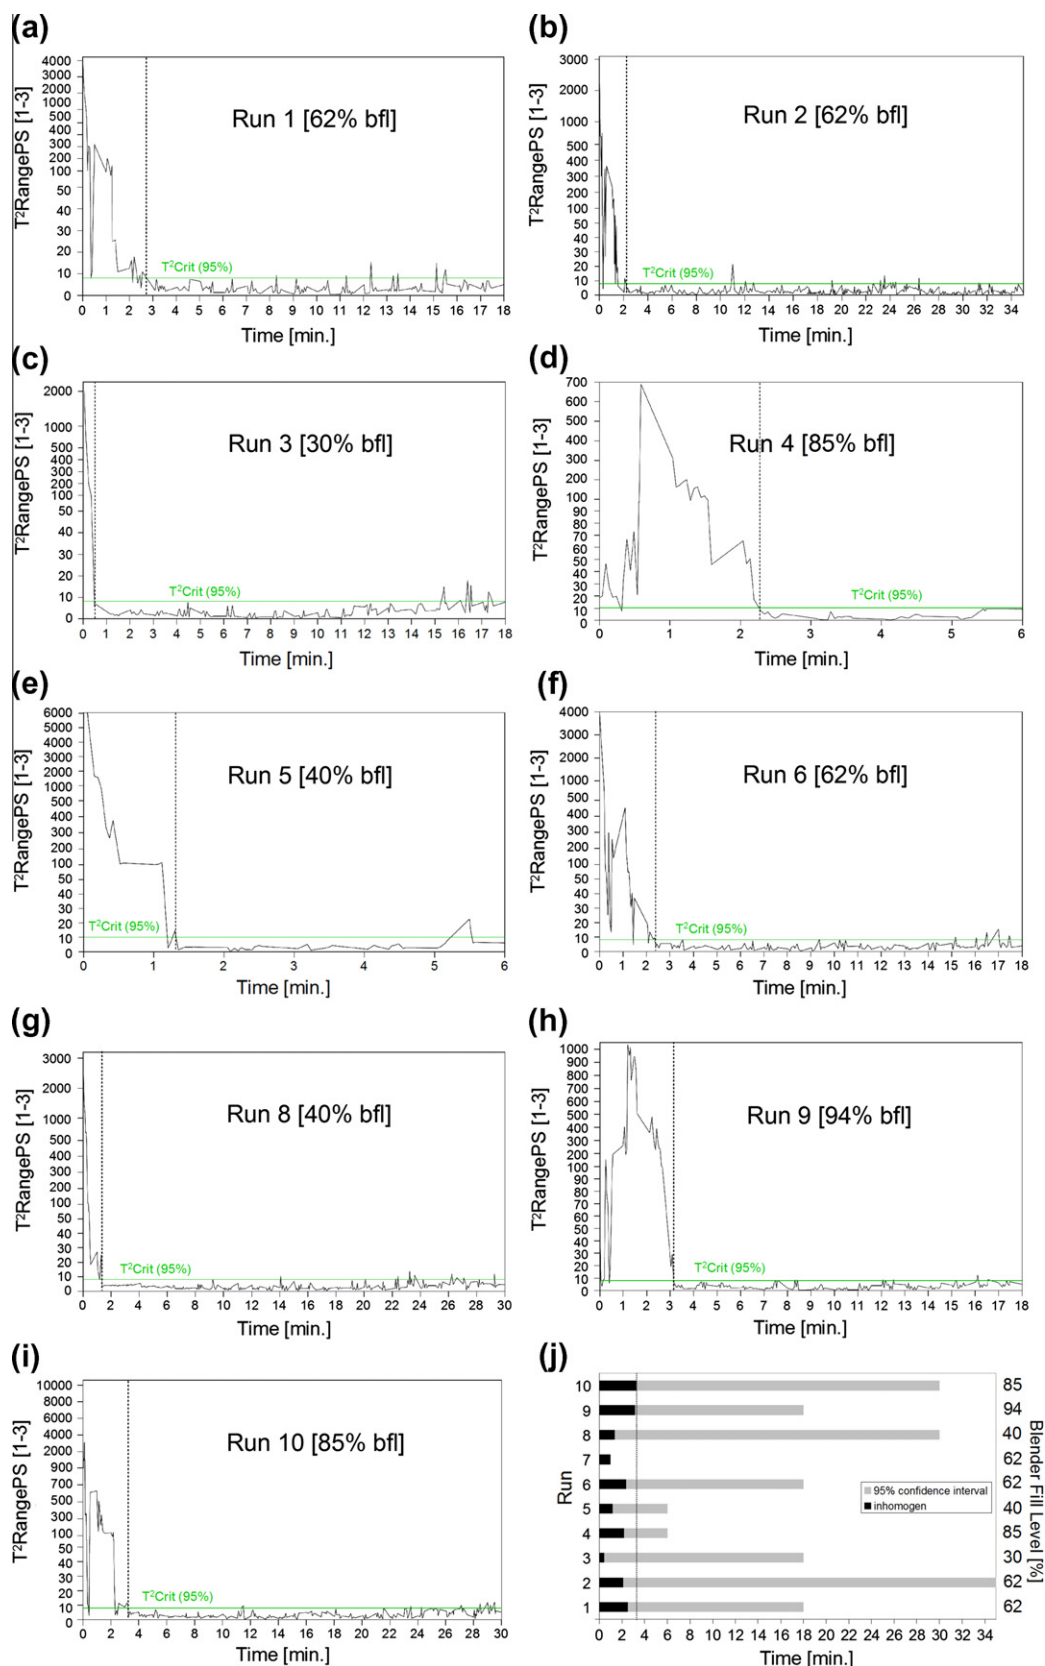 (a)
T²RangePS [1-3]
4000
3000
2000
1000
500
400
300
200
100
50
40
30
20
10
0
Run 1 [62% bfl]
T²Crit (95%)
0 1 2 3 4 5 6 7 8 9 10 11 12 13 14 15 16 17 18
Time [min.]
(b)
T²RangePS [1-3]
3000
2000
1000
500
400
300
200
100
50
40
30
20
10
0
Run 2 [62% bfl]
T²Crit (95%)
0 2 4 6 8 10 12 14 16 18 20 22 24 26 28 30 32 34
Time [min.]
(c)
T²RangePS [1-3]
2000
1000
500
400
300
200
100
50
40
30
20
10
0
Run 3 [30% bfl]
T²Crit (95%)
0 1 2 3 4 5 6 7 8 9 10 11 12 13 14 15 16 17 18
Time [min.]
(d)
T²RangePS [1-3]
700
600
500
400
300
200
100
90
80
70
60
50
40
30
20
10
0
Run 4 [85% bfl]
T²Crit (95%)
0 1 2 3 4 5 6
Time [min.]
(e)
T²RangePS [1-3]
6000
5000
4000
3000
2000
1000
500
400
300
200
100
50
40
30
20
10
0
Run 5 [40% bfl]
T²Crit (95%)
0 1 2 3 4 5 6
Time [min.]
(f)
T²RangePS [1-3]
4000
3000
2000
1000
500
400
300
200
100
50
40
30
20
10
0
Run 6 [62% bfl]
T²Crit (95%)
0 1 2 3 4 5 6 7 8 9 10 11 12 13 14 15 16 17 18
Time [min.]
(g)
T²RangePS [1-3]
3000
2000
1000
500
400
300
200
100
50
40
30
20
10
0
Run 8 [40% bfl]
T²Crit (95%)
0 2 4 6 8 10 12 14 16 18 20 22 24 26 28 30
Time [min.]
(h)
T²RangePS [1-3]
1000
900
800
700
600
500
400
300
200
100
90
80
70
60
50
40
30
20
10
0
Run 9 [94% bfl]
T²Crit (95%)
0 1 2 3 4 5 6 7 8 9 10 11 12 13 14 15 16 17 18
Time [min.]
(i)
T²RangePS [1-3]
10000
8000
6000
4000
2000
900
700
500
300
100
50
40
30
20
10
0
Run 10 [85% bfl]
T²Crit (95%)
0 2 4 6 8 10 12 14 16 18 20 22 24 26 28 30
Time [min.]
(j)
Run
10 85
9 94
8 40
7 62
6 62
5 40
4 85
3 30
2 62
1 62
95% confidence interval
inhomogen
Blender Fill Level [%]
0 2 4 6 8 10 12 14 16 18 20 22 24 26 28 30 32 34
Time [min.]